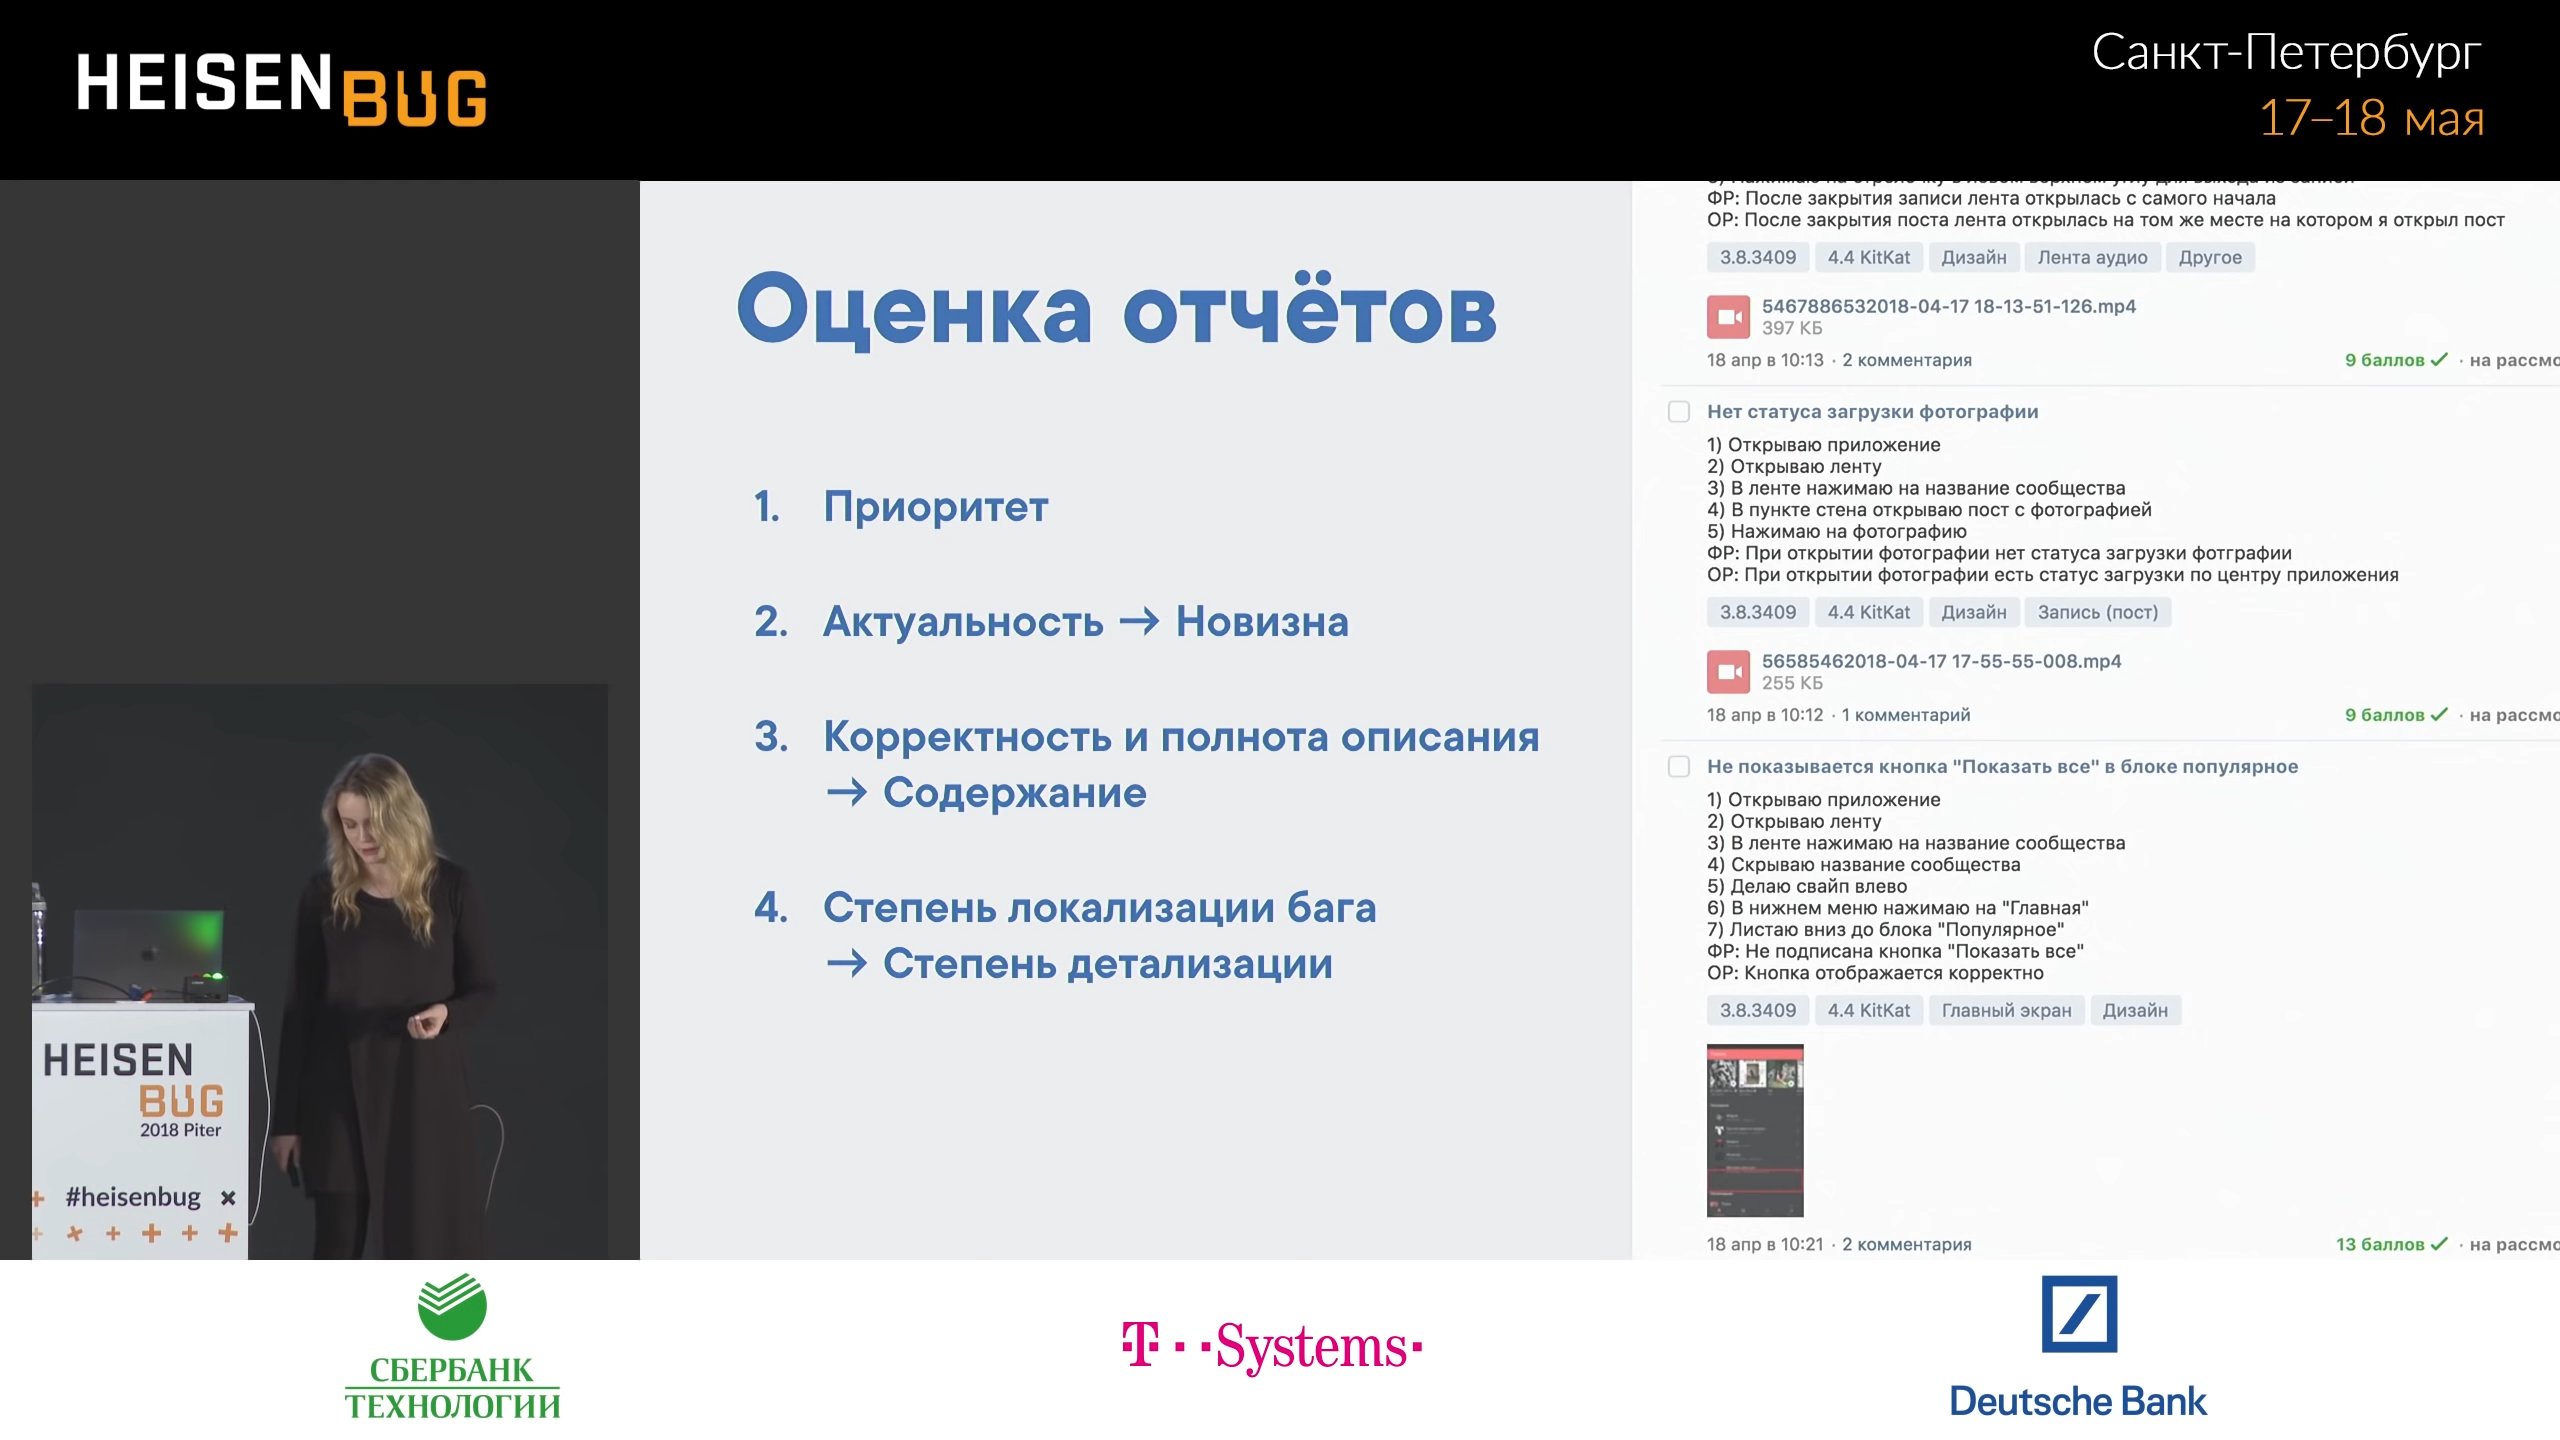 HEISENBUG
Санкт-Петербург
17–18 мая
Оценка отчётов
1. Приоритет
2. Актуальность → Новизна
3. Корректность и полнота описания
→ Содержание
4. Степень локализации бага
→ Степень детализации
ФР: После закрытия записи лента открылась с самого начала
ОР: После закрытия поста лента открылась на том же месте на котором я открыл пост
3.8.3409 4.4 KitKat Дизайн Лента аудио Другое
5467886532018-04-17 18-13-51-126.mp4
397 КБ
18 апр в 10:13 · 2 комментария 9 баллов · на рассмо
Нет статуса загрузки фотографии
1) Открываю приложение
2) Открываю ленту
3) В ленте нажимаю на название сообщества
4) В пункте стена открываю пост с фотографией
5) Нажимаю на фотографию
ФР: При открытии фотографии нет статуса загрузки фотграфии
ОР: При открытии фотографии есть статус загрузки по центру приложения
3.8.3409 4.4 KitKat Дизайн Запись (пост)
56585462018-04-17 17-55-55-008.mp4
255 КБ
18 апр в 10:12 · 1 комментарий 9 баллов · на рассмо
Не показывается кнопка "Показать все" в блоке популярное
1) Открываю приложение
2) Открываю ленту
3) В ленте нажимаю на название сообщества
4) Скрываю название сообщества
5) Делаю свайп влево
6) В нижнем меню нажимаю на "Главная"
7) Листаю вниз до блока "Популярное"
ФР: Не подписана кнопка "Показать все"
ОР: Кнопка отображается корректно
3.8.3409 4.4 KitKat Главный экран Дизайн
18 апр в 10:21 · 2 комментария 13 баллов · на рассмо
HEISEN
BUG
2018 Piter
#heisenbug
СБЕРБАНК
ТЕХНОЛОГИИ
T··Systems·
Deutsche Bank